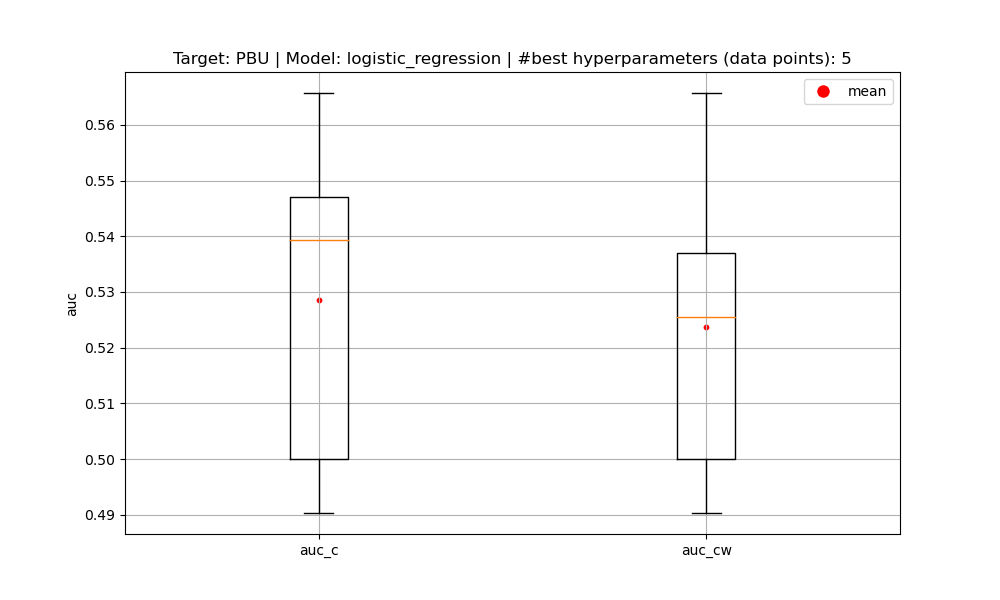 Target: PBU | Model: logistic_regression | #best hyperparameters (data points): 5
mean
0.56
0.55
0.54
0.53
0.52
0.51
0.50
0.49
auc
auc_c
auc_cw